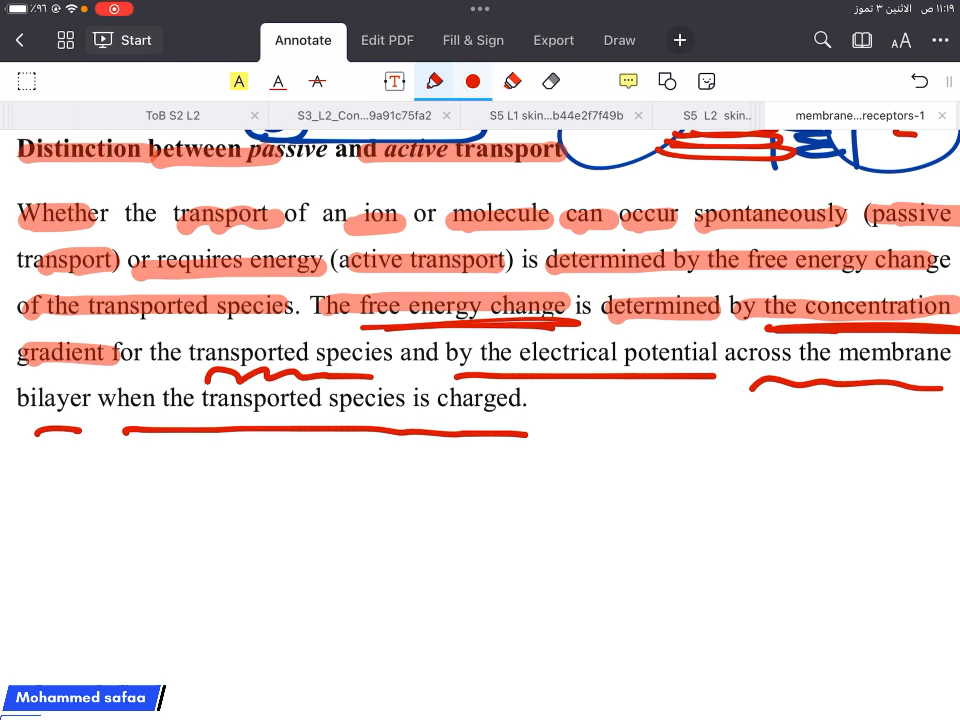 ٪٩٦
١١:١٩ ص الاثنين ٣ تموز
Start
Annotate
Edit PDF
Fill & Sign
Export
Draw
AA
A A A T
ToB S2 L2
S3_L2_Con...9a91c75fa2
S5 L1 skin...b44e2f7f49b
S5 L2 skin..
membrane...receptors-1
Distinction between passive and active transport
Whether the transport of an ion or molecule can occur spontaneously (passive
transport) or requires energy (active transport) is determined by the free energy change
of the transported species. The free energy change is determined by the concentration
gradient for the transported species and by the electrical potential across the membrane
bilayer when the transported species is charged.
Mohammed safaa